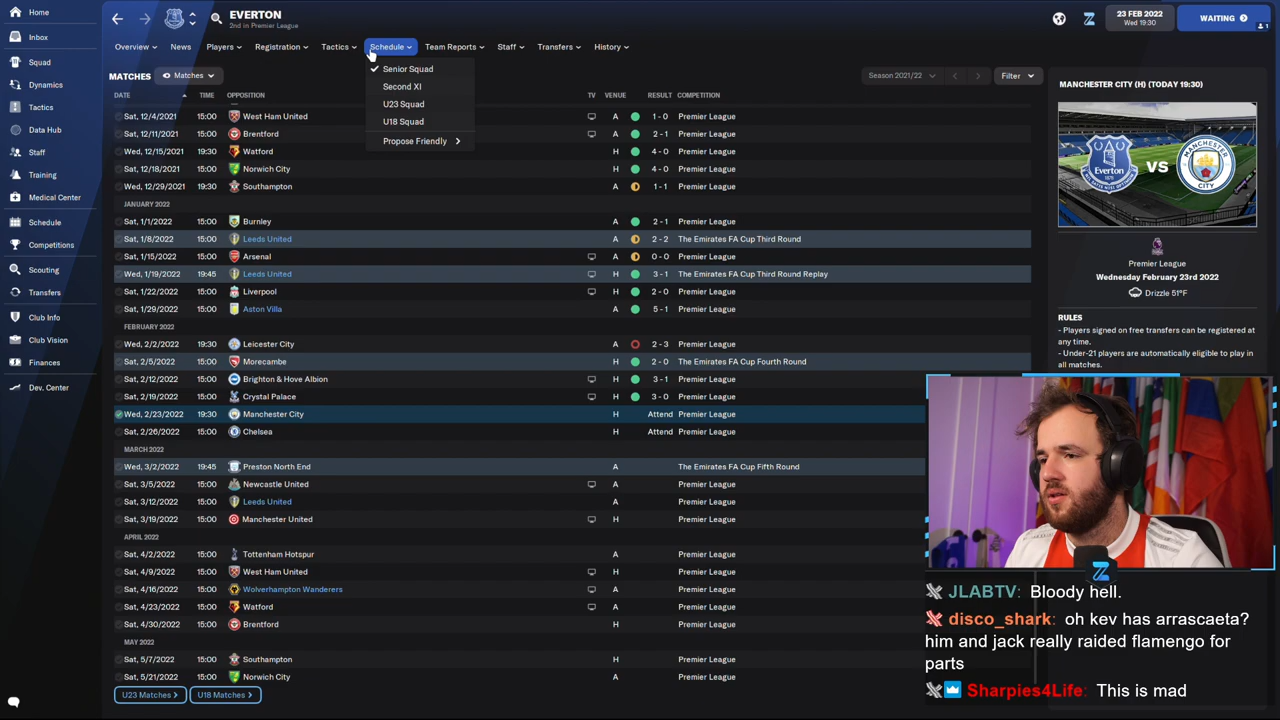 Home
EVERTON
2nd in Premier League
23 FEB 2022
Wed 19:30
WAITING
1
Inbox
Overview News Players Registration Tactics Schedule Team Reports Staff Transfers History
Squad
Dynamics
Tactics
Data Hub
Staff
Training
Medical Center
Schedule
Competitions
Scouting
Transfers
Club Info
Club Vision
Finances
Dev. Center
Senior Squad
Second XI
U23 Squad
U18 Squad
Propose Friendly
MATCHES Matches Season 2021/22 Filter
DATE TIME OPPOSITION TV VENUE RESULT COMPETITION
Sat, 12/4/2021 15:00 West Ham United A 1 - 0 Premier League
Sat, 12/11/2021 15:00 Brentford A 2 - 1 Premier League
Wed, 12/15/2021 19:30 Watford H 4 - 0 Premier League
Sat, 12/18/2021 15:00 Norwich City H 4 - 0 Premier League
Wed, 12/29/2021 19:30 Southampton A 1 - 1 Premier League
JANUARY 2022
Sat, 1/1/2022 15:00 Burnley A 2 - 1 Premier League
Sat, 1/8/2022 15:00 Leeds United A 2 - 2 The Emirates FA Cup Third Round
Sat, 1/15/2022 15:00 Arsenal A 0 - 0 Premier League
Wed, 1/19/2022 19:45 Leeds United H 3 - 1 The Emirates FA Cup Third Round Replay
Sat, 1/22/2022 15:00 Liverpool H 2 - 0 Premier League
Sat, 1/29/2022 15:00 Aston Villa A 5 - 1 Premier League
FEBRUARY 2022
Wed, 2/2/2022 19:30 Leicester City A 2 - 3 Premier League
Sat, 2/5/2022 15:00 Morecambe H 2 - 0 The Emirates FA Cup Fourth Round
Sat, 2/12/2022 15:00 Brighton & Hove Albion H 3 - 1 Premier League
Sat, 2/19/2022 15:00 Crystal Palace H 3 - 0 Premier League
Wed, 2/23/2022 19:30 Manchester City H Attend Premier League
Sat, 2/26/2022 15:00 Chelsea H Attend Premier League
MARCH 2022
Wed, 3/2/2022 19:45 Preston North End A The Emirates FA Cup Fifth Round
Sat, 3/5/2022 15:00 Newcastle United A Premier League
Sat, 3/12/2022 15:00 Leeds United A Premier League
Sat, 3/19/2022 15:00 Manchester United H Premier League
APRIL 2022
Sat, 4/2/2022 15:00 Tottenham Hotspur A Premier League
Sat, 4/9/2022 15:00 West Ham United H Premier League
Sat, 4/16/2022 15:00 Wolverhampton Wanderers A Premier League
Sat, 4/23/2022 15:00 Watford A Premier League
Sat, 4/30/2022 15:00 Brentford H Premier League
MAY 2022
Sat, 5/7/2022 15:00 Southampton H Premier League
Sat, 5/21/2022 15:00 Norwich City A Premier League
U23 Matches U18 Matches
MANCHESTER CITY (H) (TODAY 19:30)
Everton
VS
Premier League
Wednesday February 23rd 2022
Drizzle 51°F
RULES
- Players signed on free transfers can be registered at
any time.
- Under-21 players are automatically eligible to play in
all matches.
JLABTV: Bloody hell.
disco_shark: oh kev has arrascaeta?
him and jack really raided flamengo for
parts
Sharpies4Life: This is mad